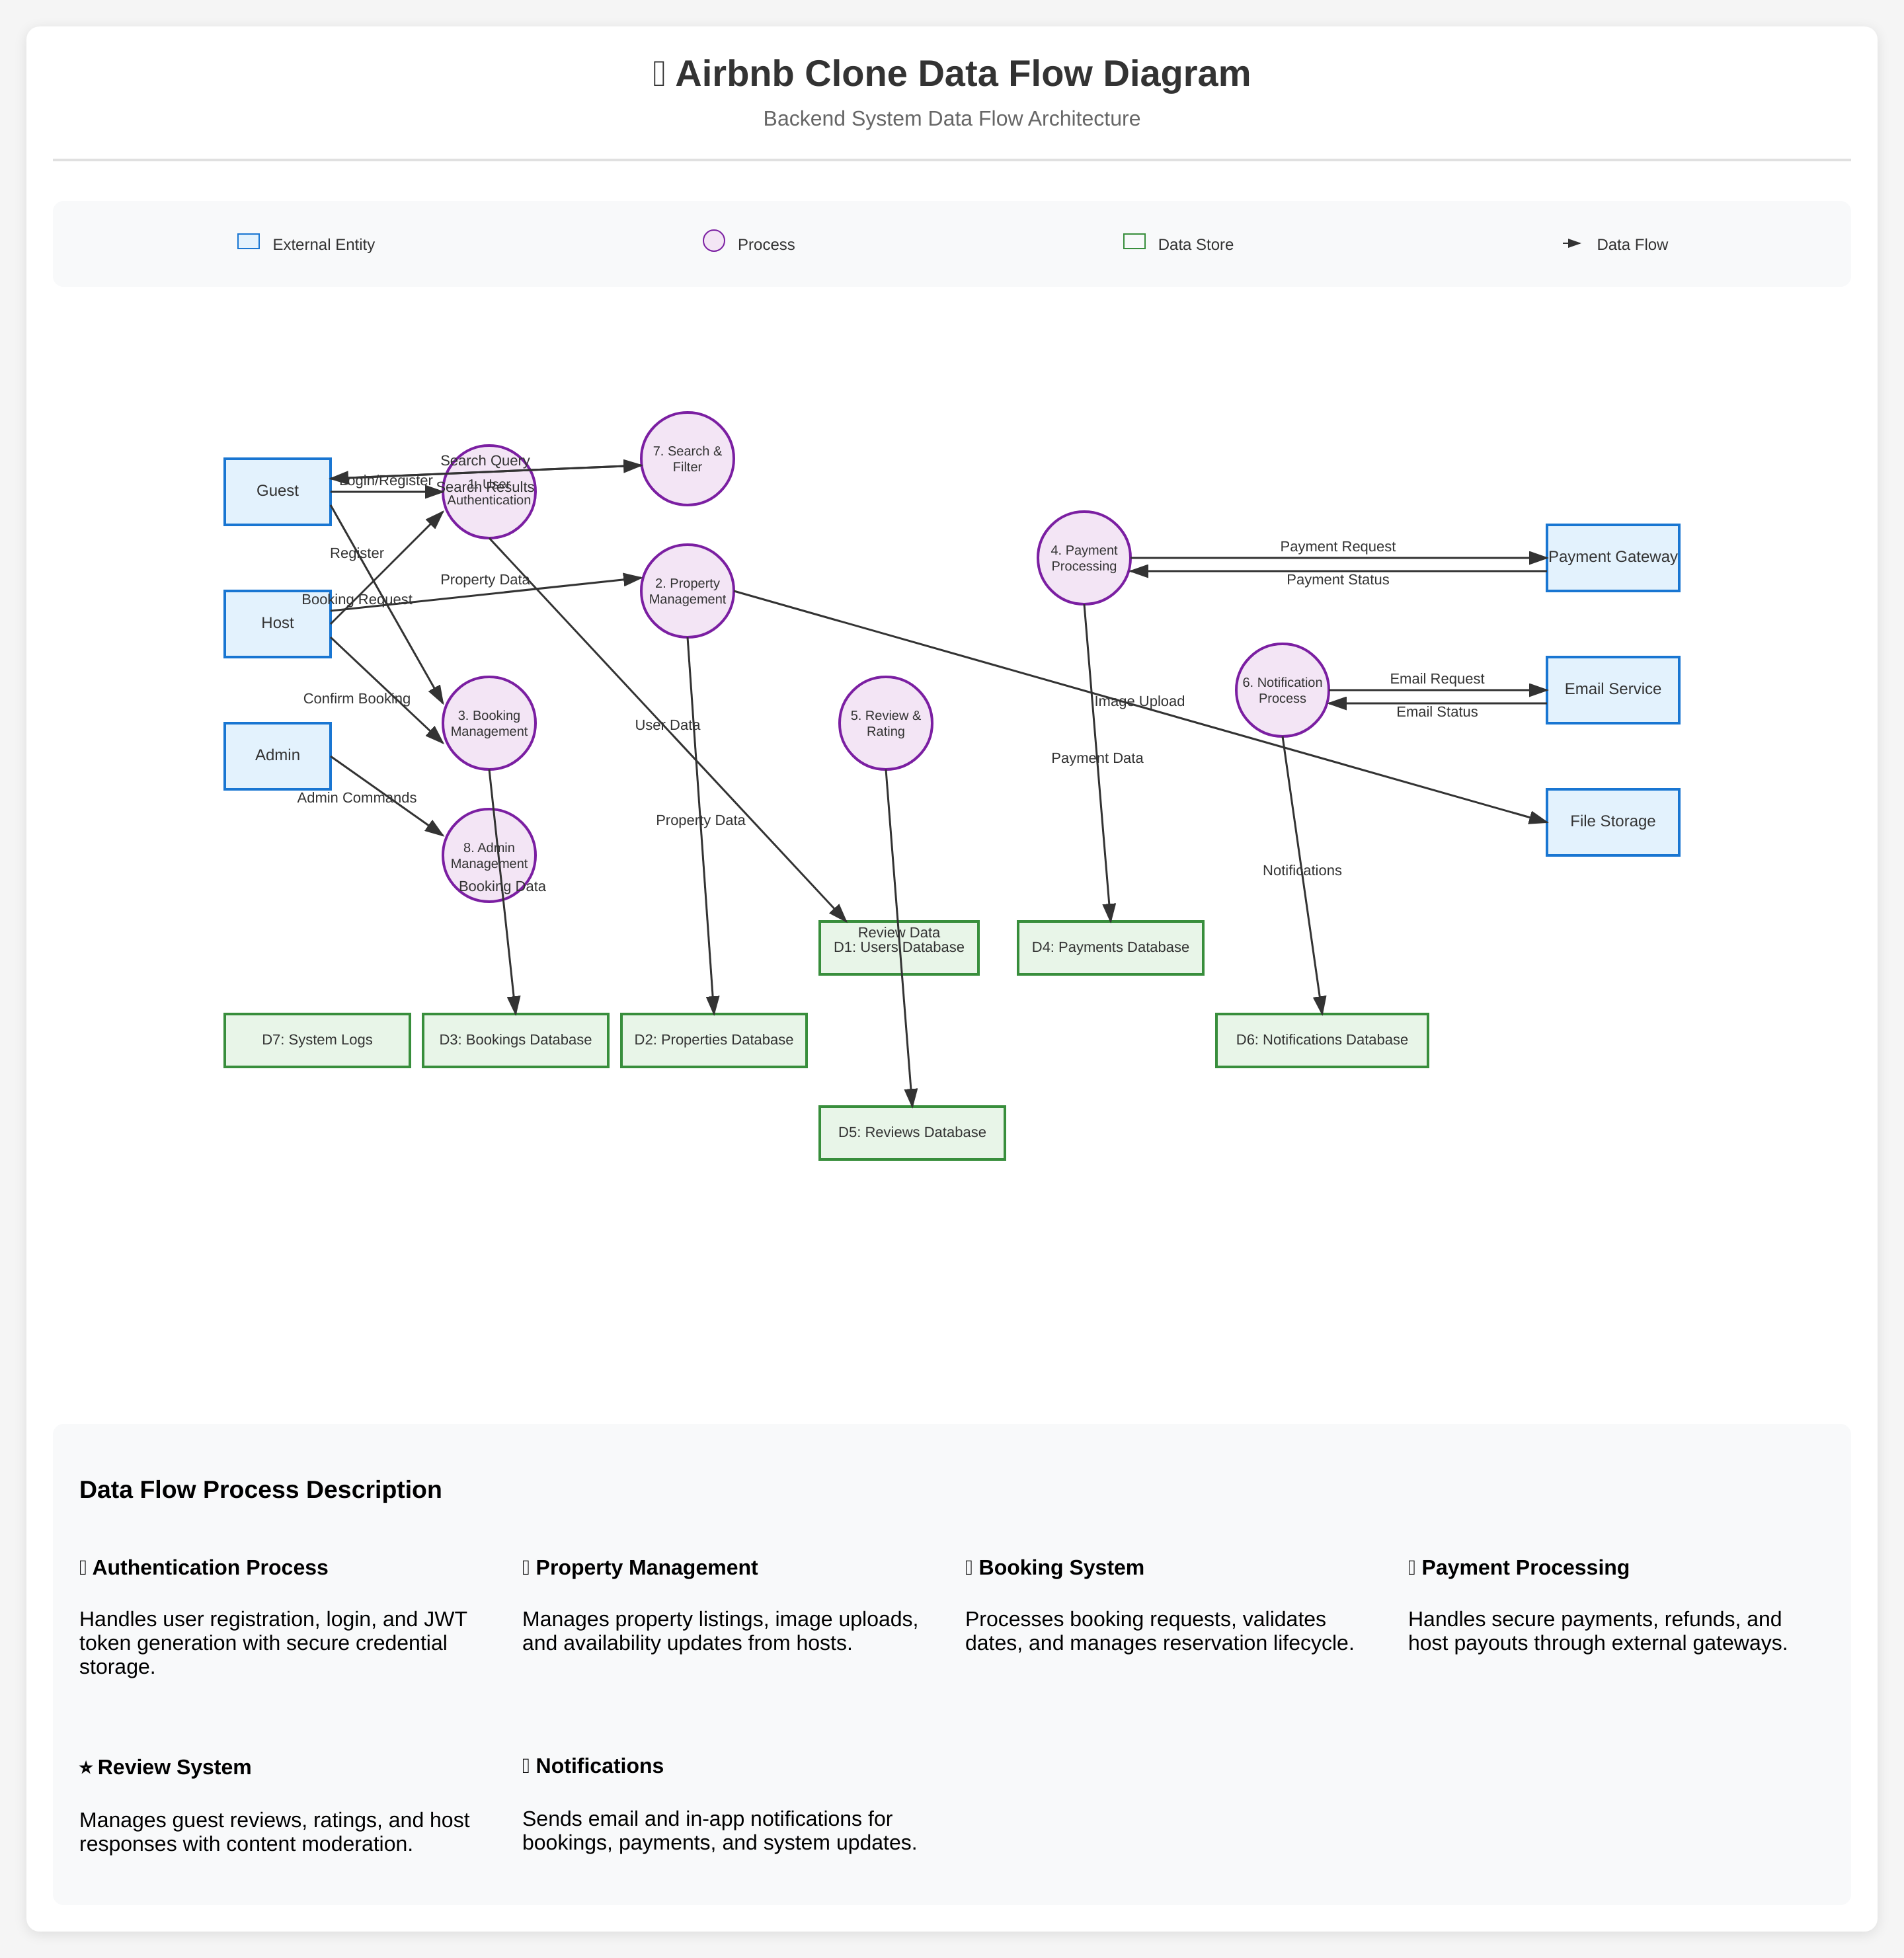 Airbnb Clone Data Flow Diagram
Backend System Data Flow Architecture
External Entity
Process
Data Store
Data Flow
Guest
Host
Admin
Search Query
Login/Register
Search Results
1. User
Authentication
7. Search &
Filter
Register
Property Data
Booking Request
2. Property
Management
Confirm Booking
3. Booking
Management
Admin Commands
8. Admin
Management
Booking Data
User Data
Property Data
5. Review &
Rating
4. Payment
Processing
Payment Request
Payment Status
Payment Gateway
Image Upload
Payment Data
6. Notification
Process
Email Request
Email Status
Email Service
File Storage
Notifications
Review Data
D1: Users Database
D4: Payments Database
D7: System Logs
D3: Bookings Database
D2: Properties Database
D6: Notifications Database
D5: Reviews Database
Data Flow Process Description
Authentication Process
Handles user registration, login, and JWT
token generation with secure credential
storage.
Property Management
Manages property listings, image uploads,
and availability updates from hosts.
Booking System
Processes booking requests, validates
dates, and manages reservation lifecycle.
Payment Processing
Handles secure payments, refunds, and
host payouts through external gateways.
⭐ Review System
Manages guest reviews, ratings, and host
responses with content moderation.
Notifications
Sends email and in-app notifications for
bookings, payments, and system updates.